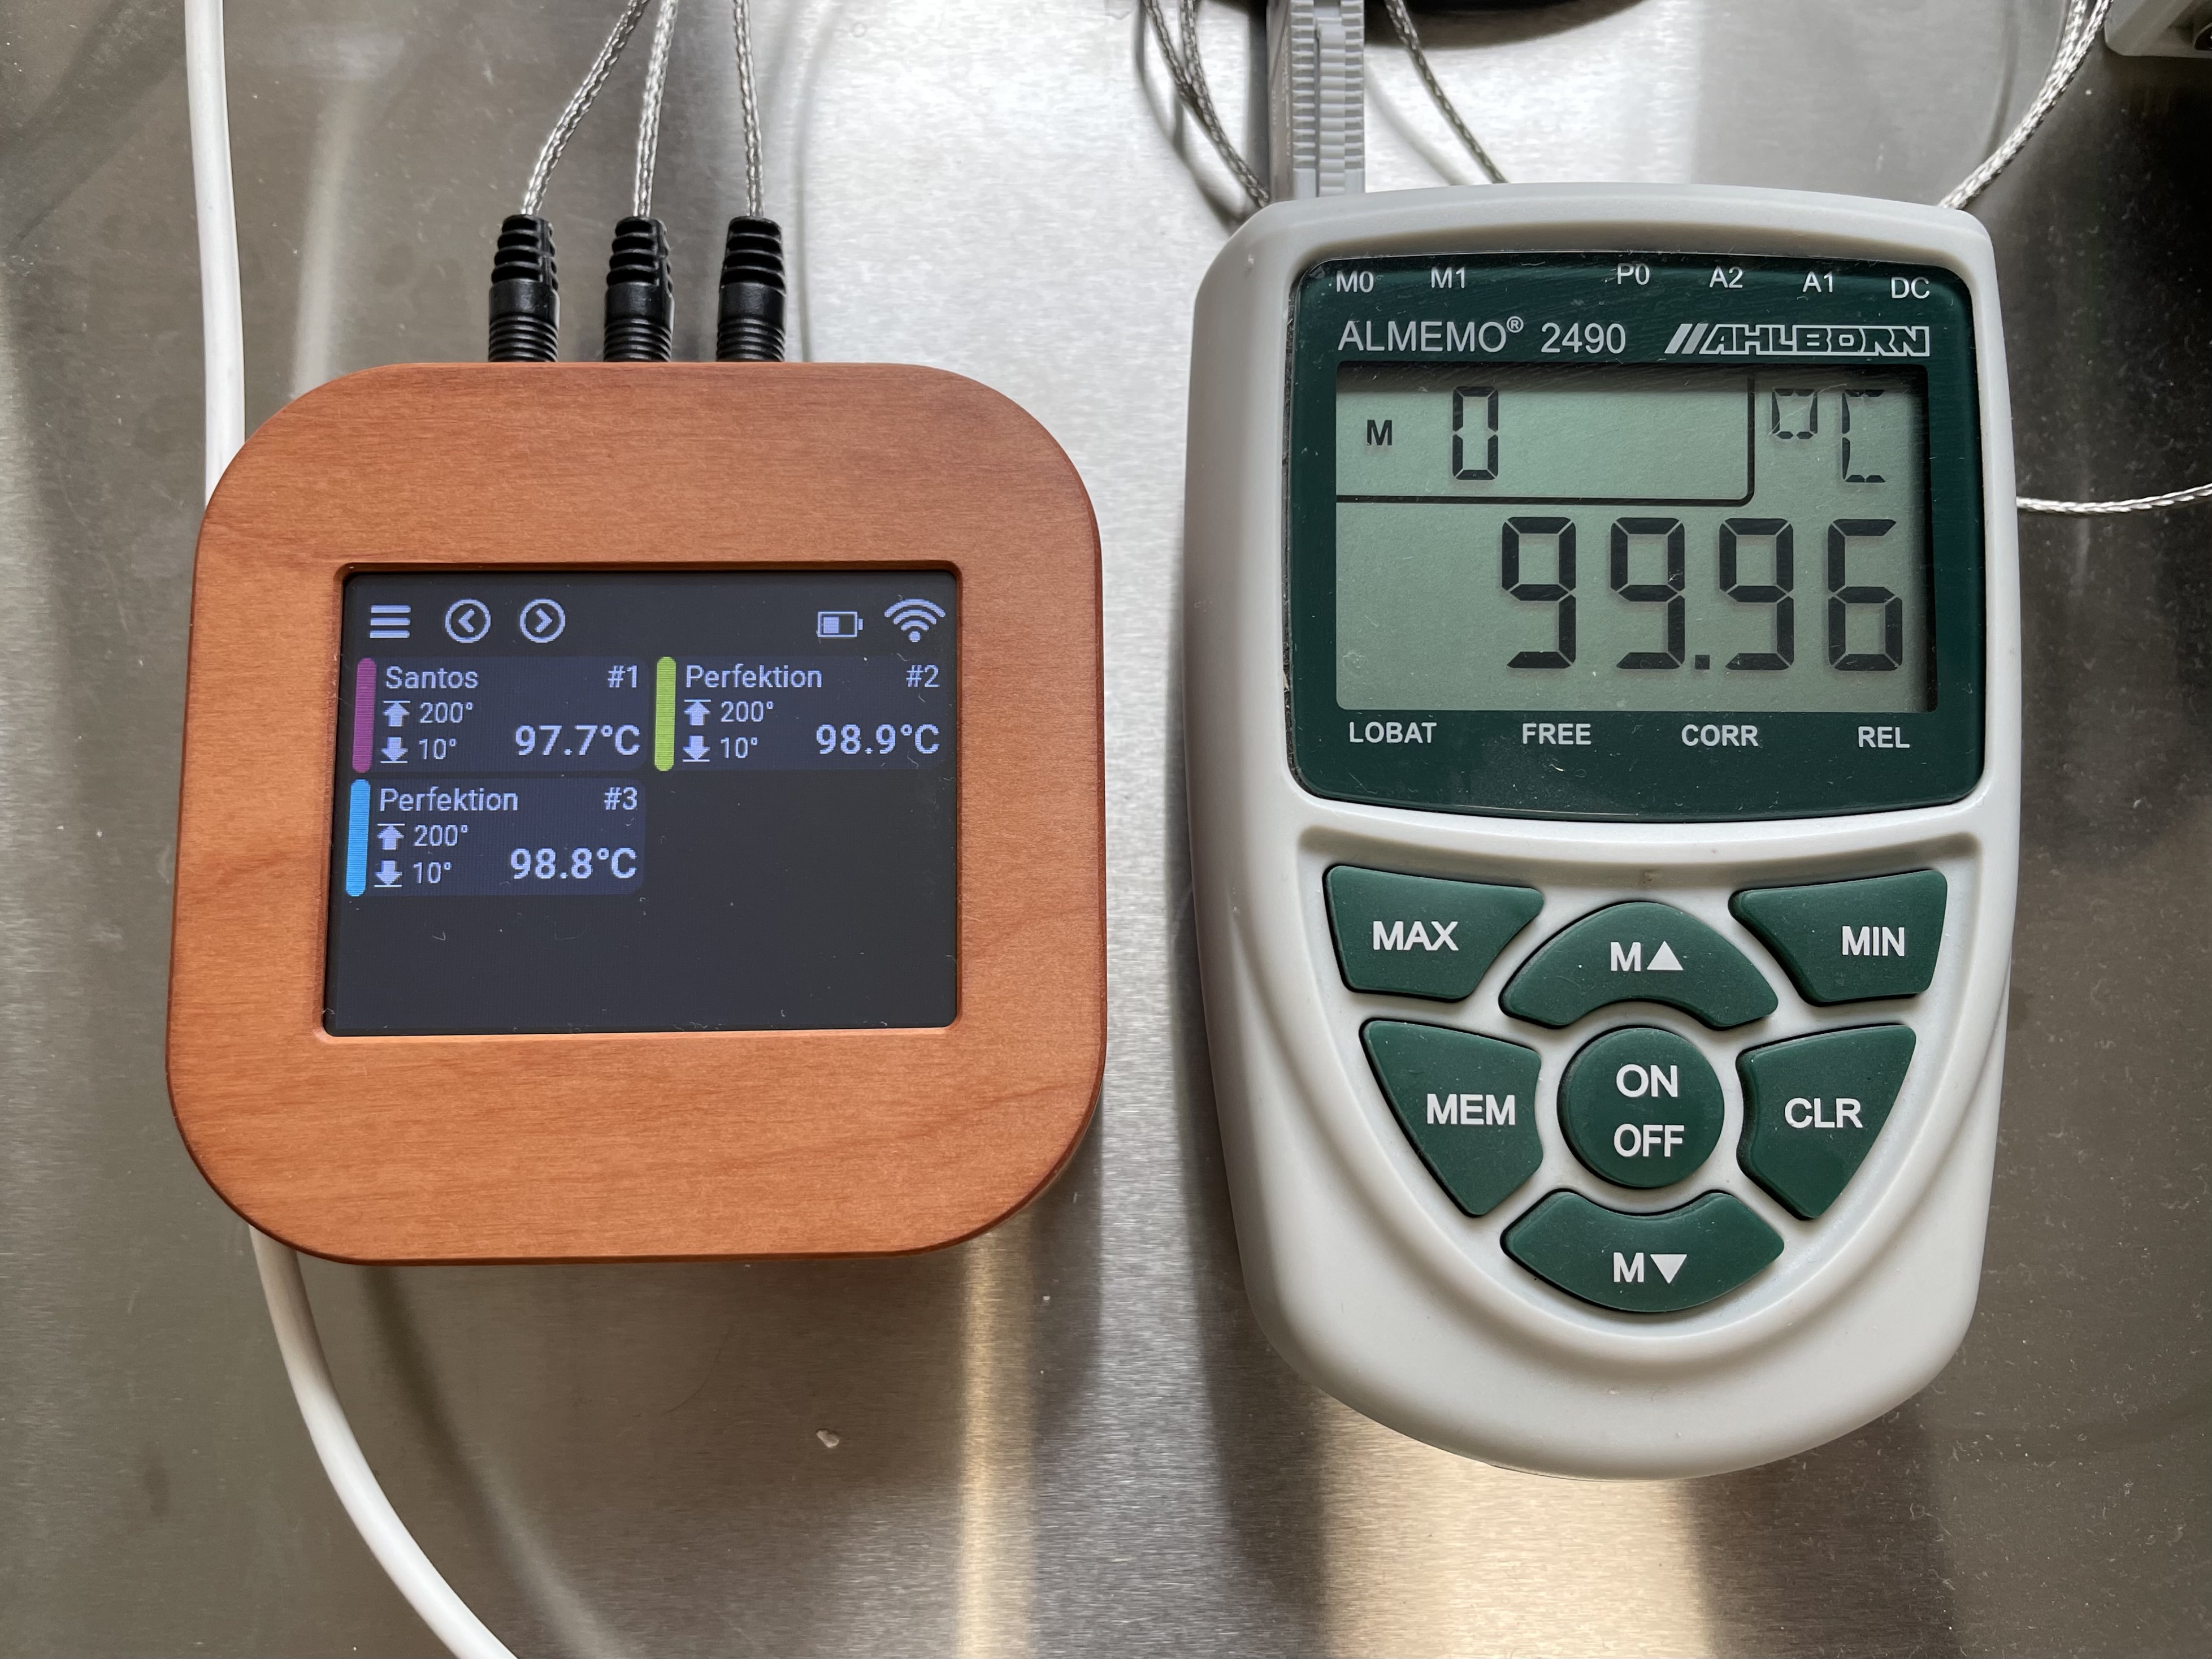 Santos #1
200°
10° 97.7°C
Perfektion #2
200°
10° 98.9°C
Perfektion #3
200°
10° 98.8°C
M0 M1 P0 A2 A1 DC
ALMEMO® 2490 AHLBORN
M 0 °C
99.96
LOBAT FREE CORR REL
MAX M▲ MIN
MEM ON OFF CLR
M▼